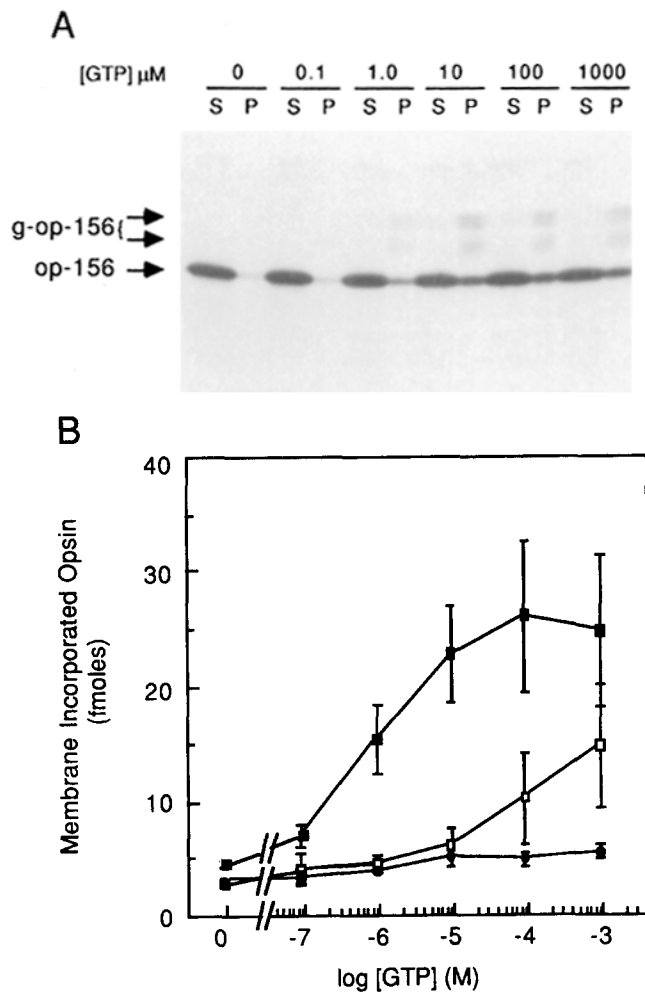 A
[GTP] μM 0 0.1 1.0 10 100 1000
S P S P S P S P S P S P
g-op-156{
op-156
B
40
30
20
10
0
Membrane Incorporated Opsin
(fmoles)
0 -7 -6 -5 -4 -3
log [GTP] (M)